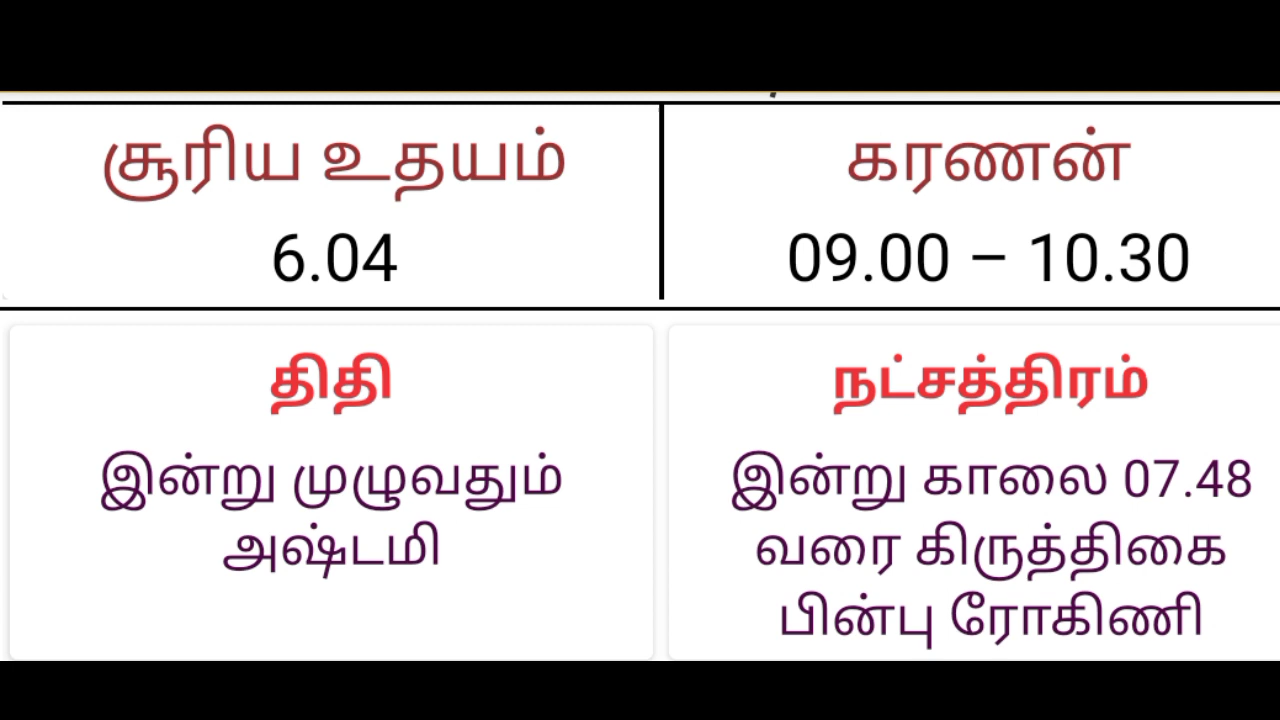 சூரிய உதயம்
6.04
கரணன்
09.00 – 10.30
திதி
இன்று முழுவதும்
அஷ்டமி
நட்சத்திரம்
இன்று காலை 07.48
வரை கிருத்திகை
பின்பு ரோகிணி